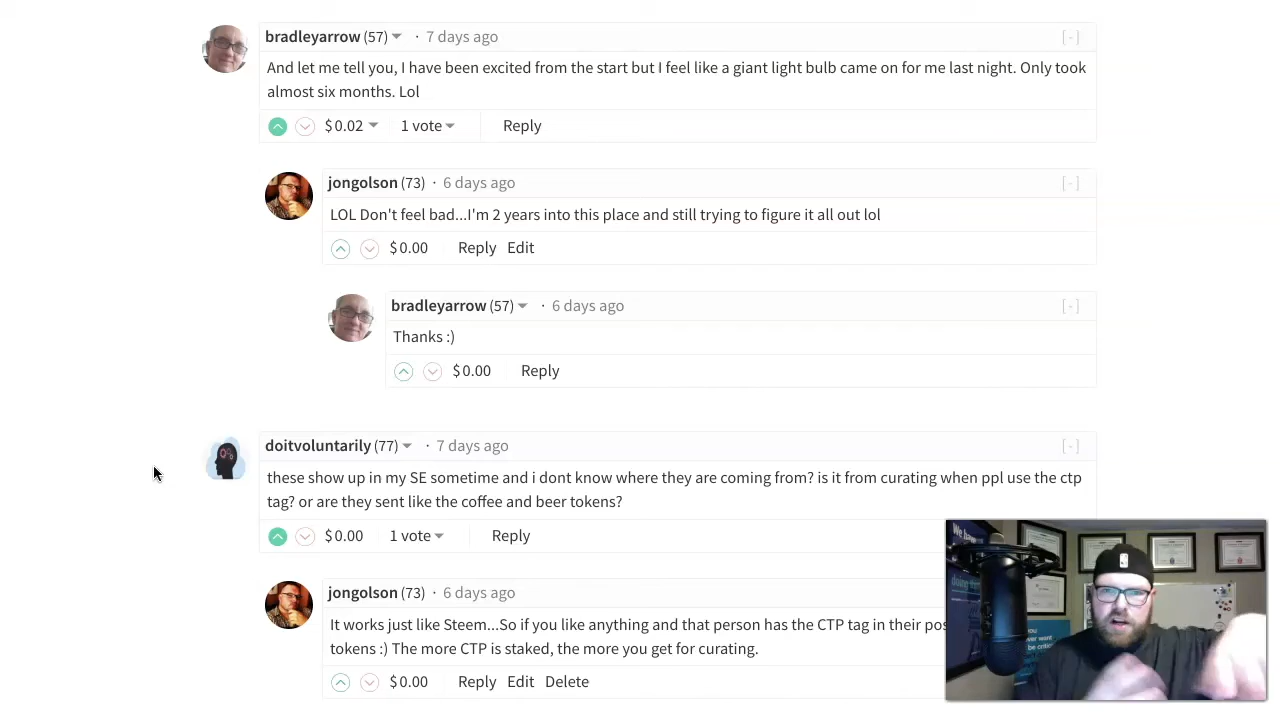 bradleyarrow (57) · 7 days ago [-]
And let me tell you, I have been excited from the start but I feel like a giant light bulb came on for me last night. Only took
almost six months. Lol
$0.02 1 vote Reply
jongolson (73) · 6 days ago [-]
LOL Don't feel bad...I'm 2 years into this place and still trying to figure it all out lol
$0.00 Reply Edit
bradleyarrow (57) · 6 days ago [-]
Thanks :)
$0.00 Reply
doitvoluntarily (77) · 7 days ago [-]
these show up in my SE sometime and i dont know where they are coming from? is it from curating when ppl use the ctp
tag? or are they sent like the coffee and beer tokens?
$0.00 1 vote Reply
jongolson (73) · 6 days ago
It works just like Steem...So if you like anything and that person has the CTP tag in their pos
tokens :) The more CTP is staked, the more you get for curating.
$0.00 Reply Edit Delete
We have
doing